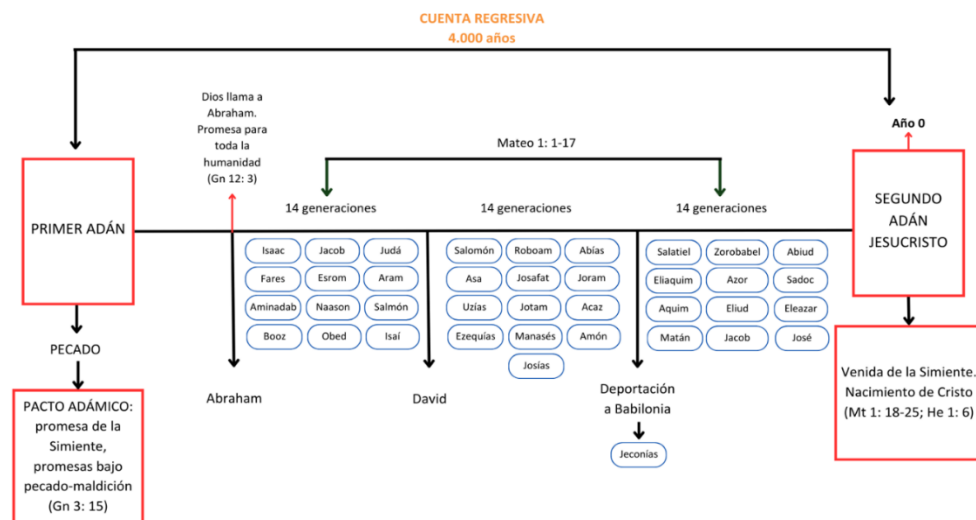 CUENTA REGRESIVA
4.000 años
Dios llama a
Abraham.
Promesa para
toda la
humanidad
(Gn 12: 3)
Año 0
Mateo 1: 1-17
PRIMER ADÁN
14 generaciones
14 generaciones
14 generaciones
SEGUNDO
ADÁN
JESUCRISTO
Isaac
Jacob
Judá
Fares
Esrom
Aram
Aminadab
Naason
Salmón
Booz
Obed
Isaí
Salomón
Roboam
Abías
Asa
Josafat
Joram
Uzías
Jotam
Acaz
Ezequías
Manasés
Amón
Josías
Salatiel
Zorobabel
Abiud
Eliaquim
Azor
Sadoc
Aquim
Eliud
Eleazar
Matán
Jacob
José
PECADO
Abraham
David
Deportación
a Babilonia
Jeconías
PACTO ADÁMICO:
promesa de la
Simiente,
promesas bajo
pecado-maldición
(Gn 3: 15)
Venida de la Simiente.
Nacimiento de Cristo
(Mt 1: 18-25; He 1: 6)